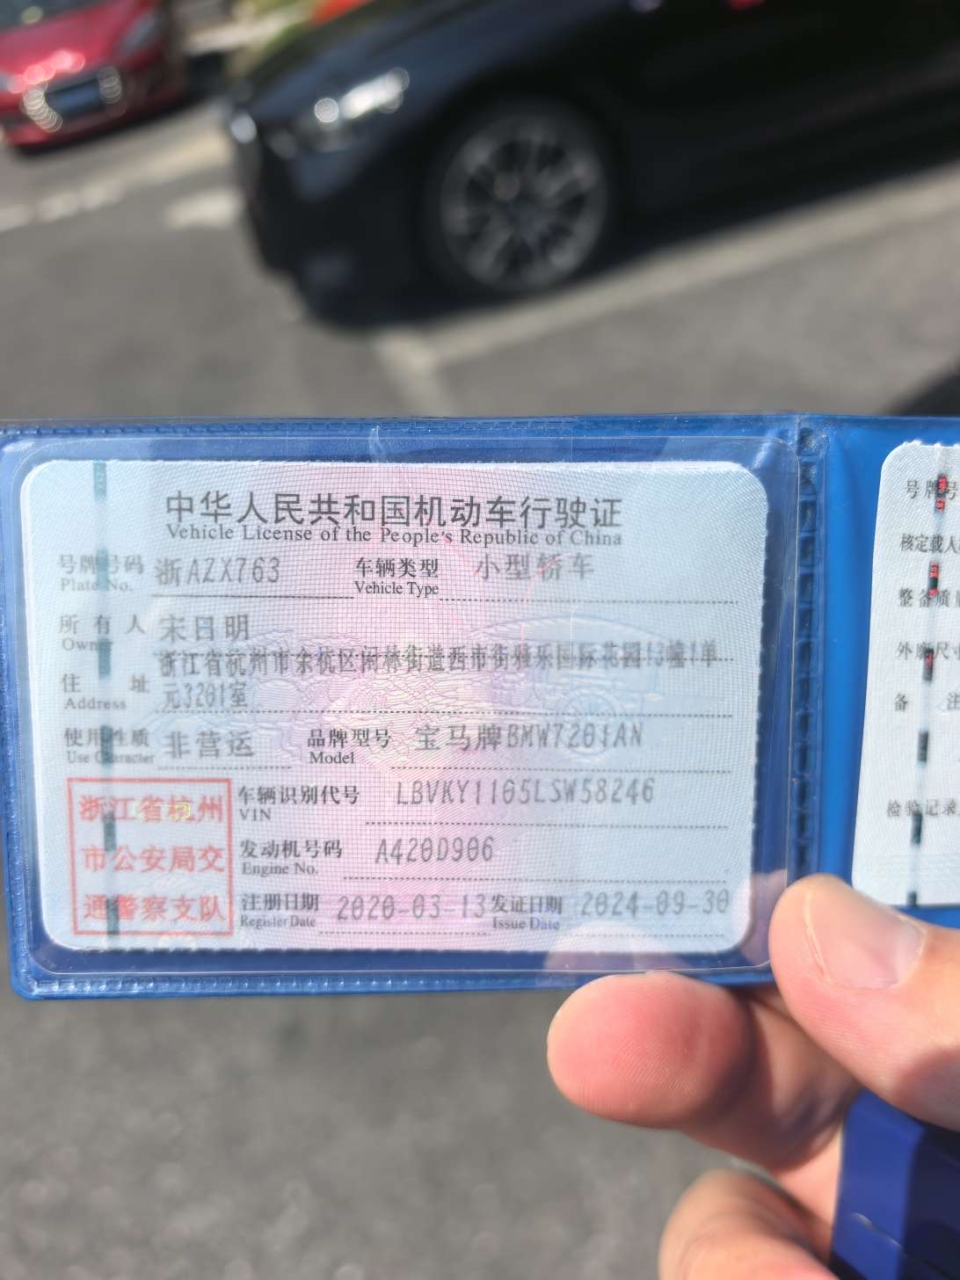 中华人民共和国机动车行驶证
Vehicle License of the People's Republic of China
号牌号码 浙AZX763 车辆类型 小型轿车
Plate No. Vehicle Type
所有人 宋日明
Owner
浙江省杭州市余杭区闲林街道西市街雅乐国际花园13幢1单
住址 元3201室
Address
使用性质 非营运 品牌型号 宝马牌BMW7201AN
Use Character Model
车辆识别代号 LBVKY1105LSW58246
VIN
发动机号码 A420D906
Engine No.
注册日期 2020-03-13 发证日期 2024-09-30
Register Date Issue Date
浙江省杭州
市公安局交
通警察支队
号牌号
核定载人
整备质量
外廓尺寸
备注
检验记录